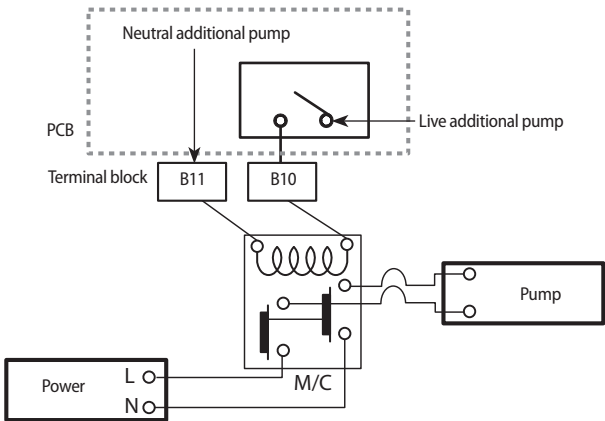 Neutral additional pump
PCB
Live additional pump
Terminal block
B11
B10
Pump
Power
L
N
M/C